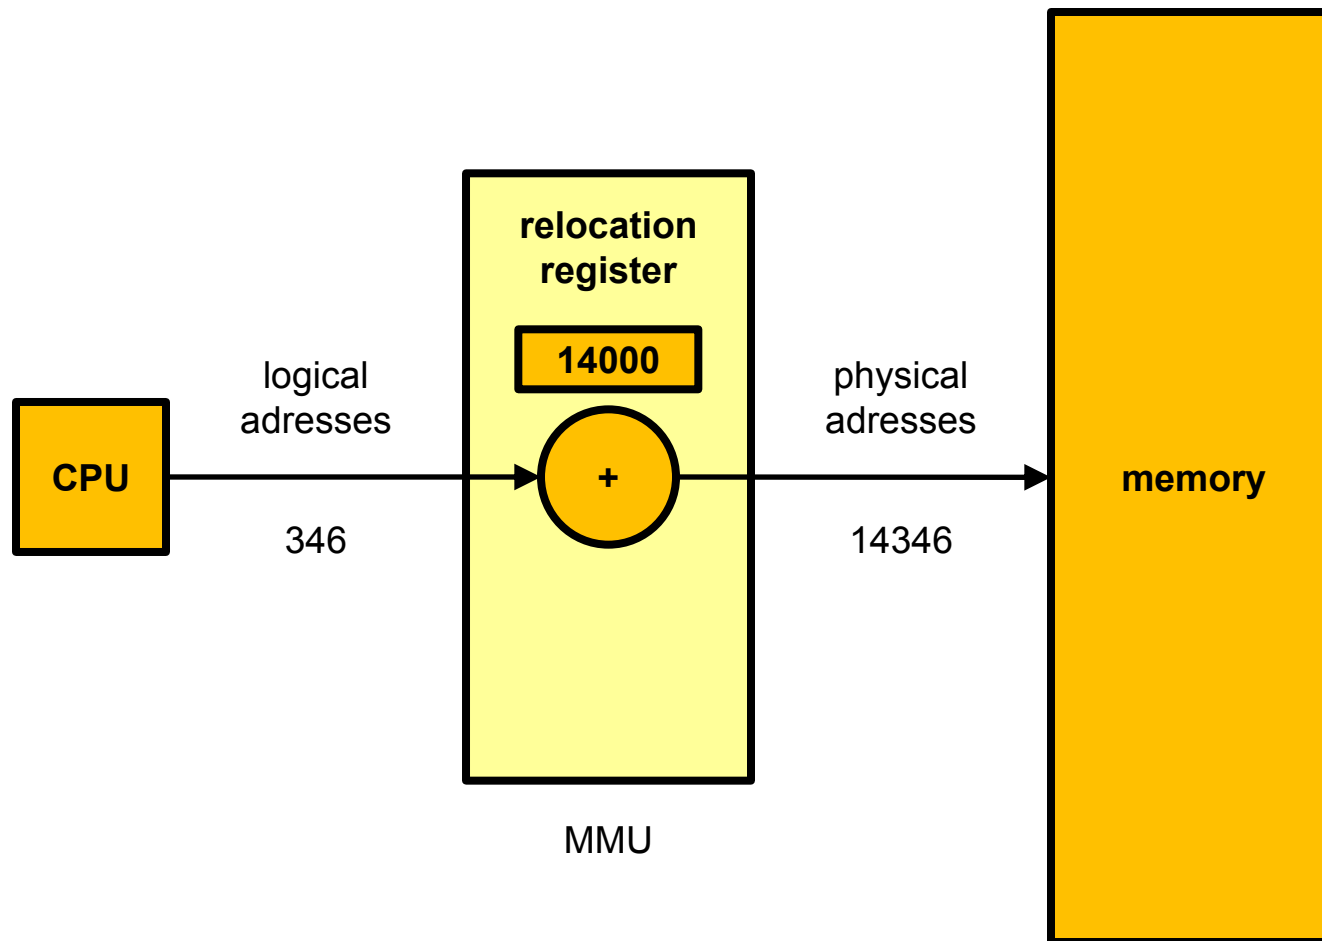 relocation
register
14000
logical
adresses
physical
adresses
CPU
+
memory
346
14346
MMU